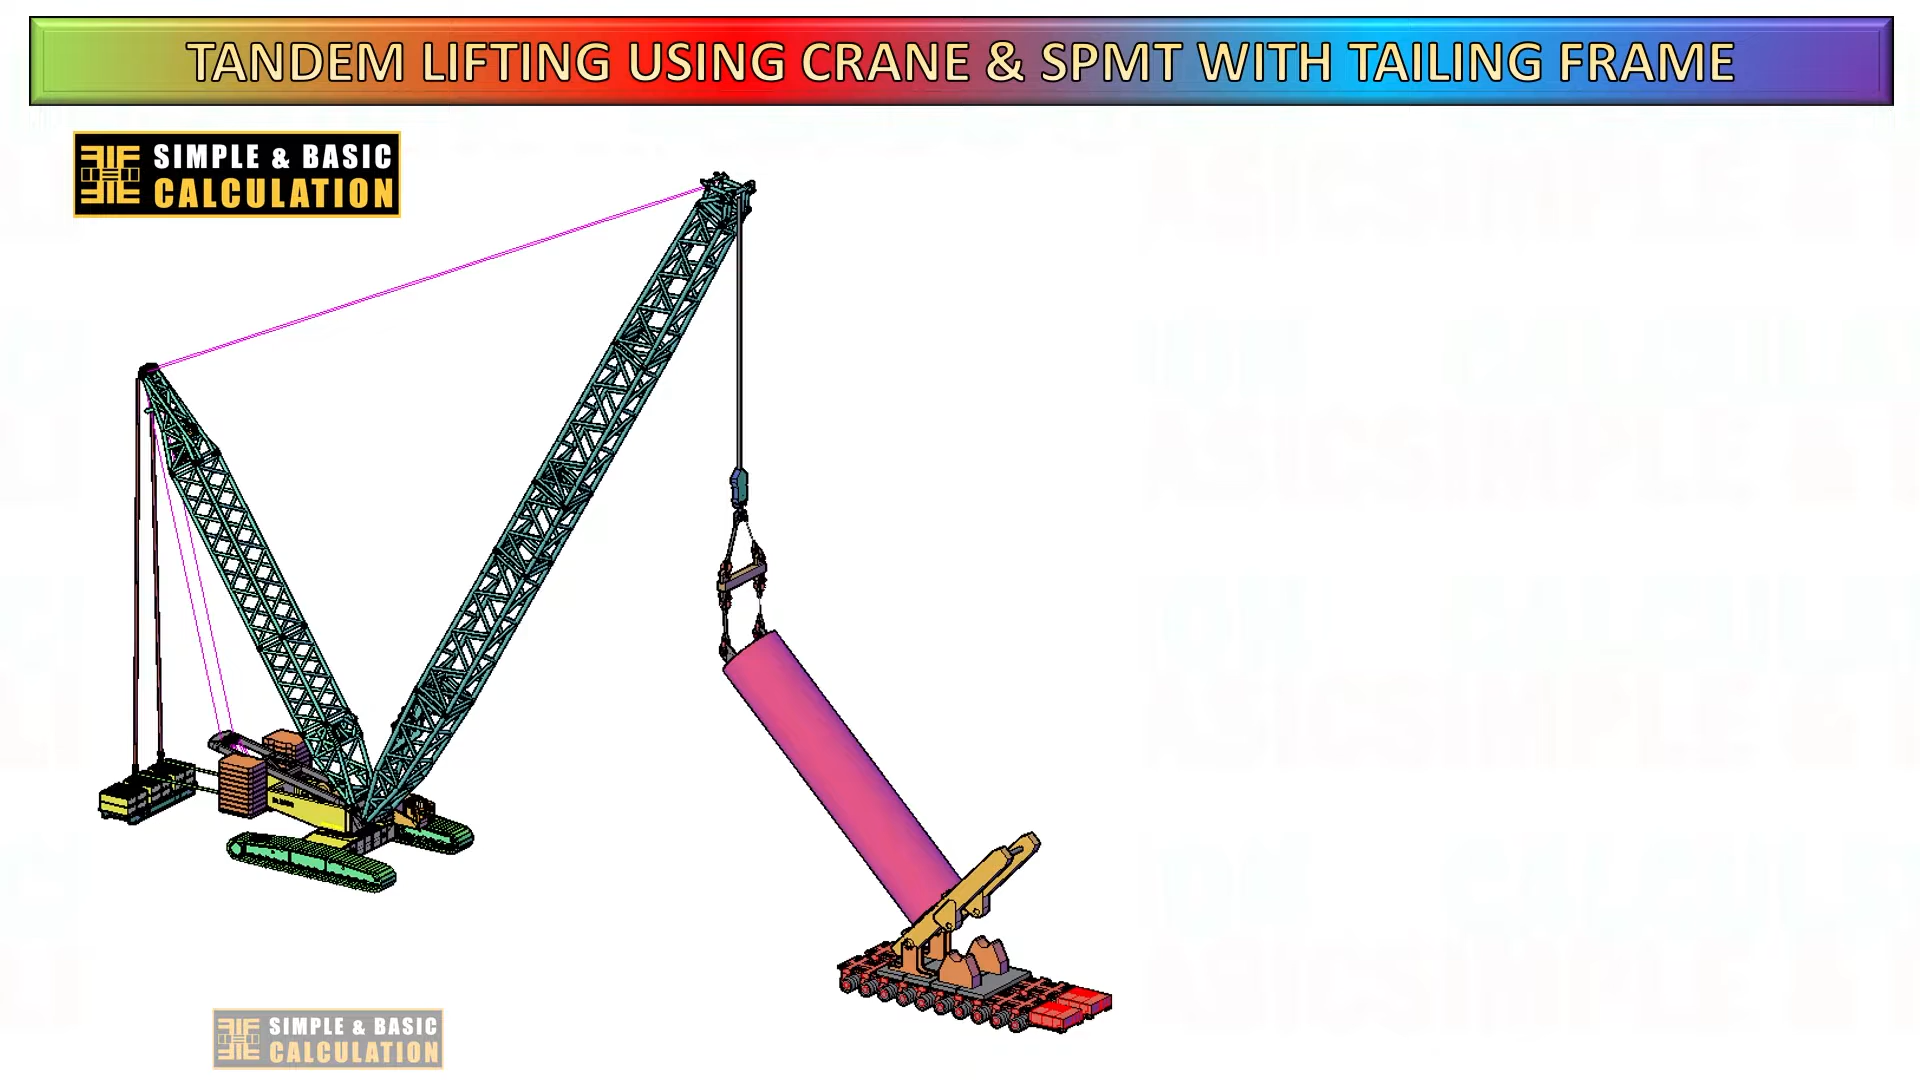 TANDEM LIFTING USING CRANE & SPMT WITH TAILING FRAME
SIMPLE & BASIC
CALCULATION
SIMPLE & BASIC
CALCULATION